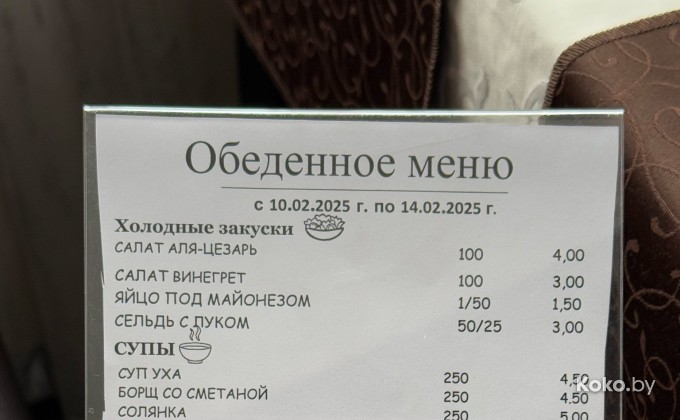 Обеденное меню
с 10.02.2025 г. по 14.02.2025 г.
Холодные закуски
САЛАТ АЛЯ-ЦЕЗАРЬ 100 4,00
САЛАТ ВИНЕГРЕТ 100 3,00
ЯЙЦО ПОД МАЙОНЕЗОМ 1/50 1,50
СЕЛЬДЬ С ЛУКОМ 50/25 3,00
СУПЫ
СУП УХА 250 4,50
БОРЩ СО СМЕТАНОЙ 250 4.50
СОЛЯНКА 250 5,00
Koko.by